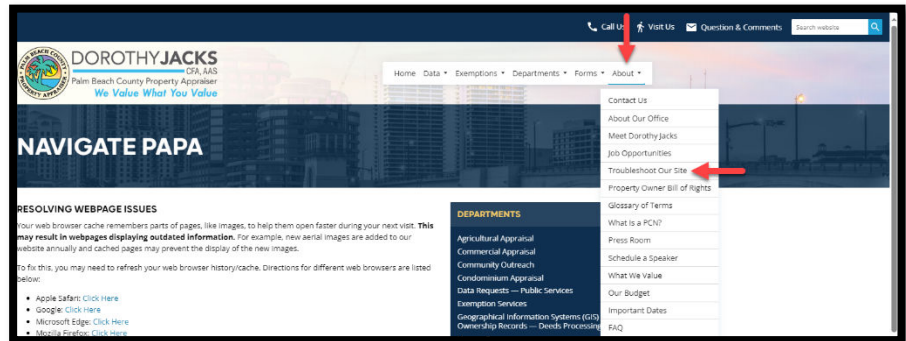 Call Us Visit Us Question & Comments Search website
DOROTHYJACKS
CFA, AAS
Palm Beach County Property Appraiser
We Value What You Value
Home Data Exemptions Departments Forms About
Contact Us
About Our Office
Meet Dorothy Jacks
Job Opportunities
Troubleshoot Our Site
Property Owner Bill of Rights
Glossary of Terms
What Is a PCN?
Press Room
Schedule a Speaker
What We Value
Our Budget
Important Dates
FAQ
NAVIGATE PAPA
RESOLVING WEBPAGE ISSUES
Your web browser cache remembers parts of pages, like images, to help them open faster during your next visit. This
may result in webpages displaying outdated information. For example, new aerial images are added to our
website annually and cached pages may prevent the display of the new images.
To fix this, you may need to refresh your web browser history/cache. Directions for different web browsers are listed
below:
Apple Safari: Click Here
Google: Click Here
Microsoft Edge: Click Here
Mozilla Firefox: Click Here
DEPARTMENTS
Agricultural Appraisal
Commercial Appraisal
Community Outreach
Condominium Appraisal
Data Requests — Public Services
Exemption Services
Geographical Information Systems (GIS)
Ownership Records — Deeds Processing